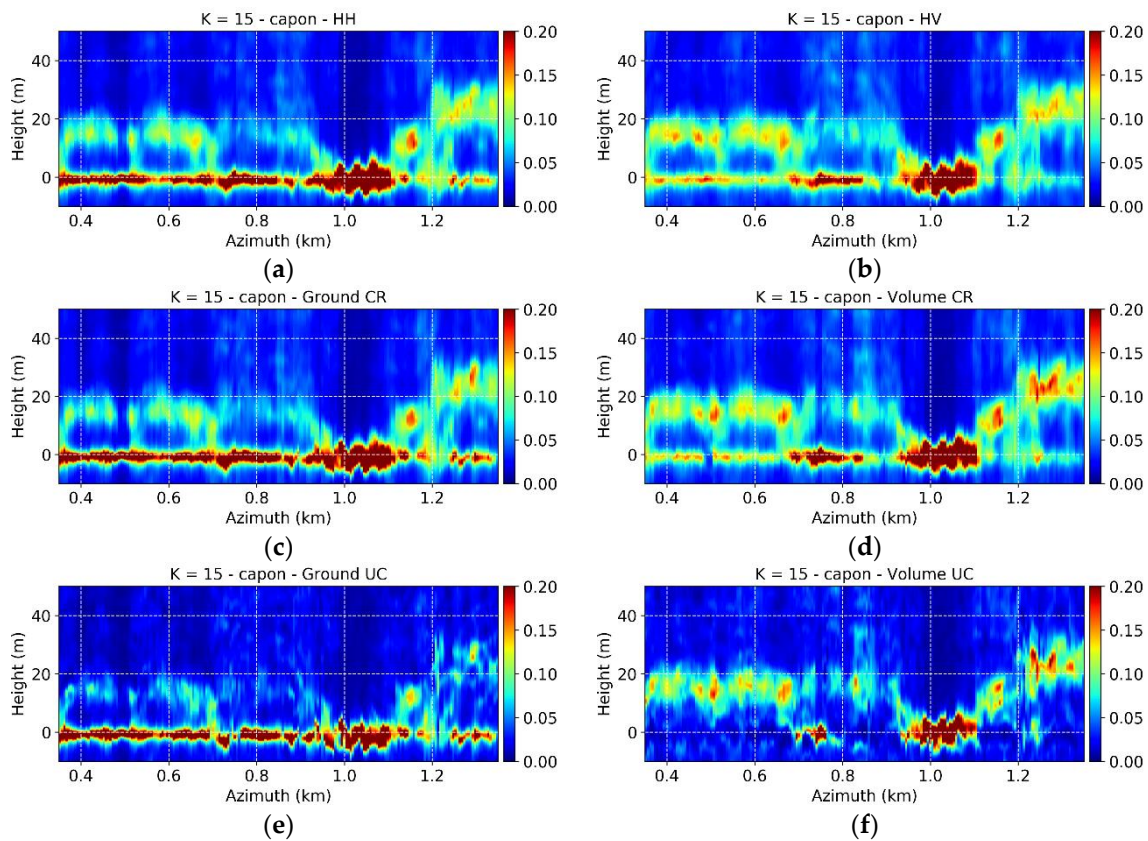 K = 15 - capon - HH
K = 15 - capon - HV
Height (m)
40
20
0
0.4 0.6 0.8 1.0 1.2
Azimuth (km)
0.20
0.15
0.10
0.05
0.00
Height (m)
40
20
0
0.4 0.6 0.8 1.0 1.2
Azimuth (km)
0.20
0.15
0.10
0.05
0.00
(a)
(b)
K = 15 - capon - Ground CR
K = 15 - capon - Volume CR
Height (m)
40
20
0
0.4 0.6 0.8 1.0 1.2
Azimuth (km)
0.20
0.15
0.10
0.05
0.00
Height (m)
40
20
0
0.4 0.6 0.8 1.0 1.2
Azimuth (km)
0.20
0.15
0.10
0.05
0.00
(c)
(d)
K = 15 - capon - Ground UC
K = 15 - capon - Volume UC
Height (m)
40
20
0
0.4 0.6 0.8 1.0 1.2
Azimuth (km)
0.20
0.15
0.10
0.05
0.00
Height (m)
40
20
0
0.4 0.6 0.8 1.0 1.2
Azimuth (km)
0.20
0.15
0.10
0.05
0.00
(e)
(f)